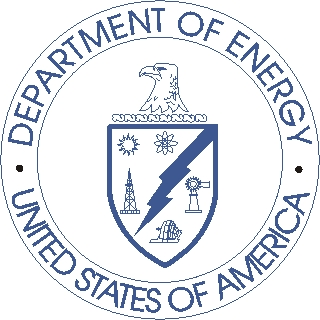 DEPARTMENT OF ENERGY
UNITED STATES OF AMERICA